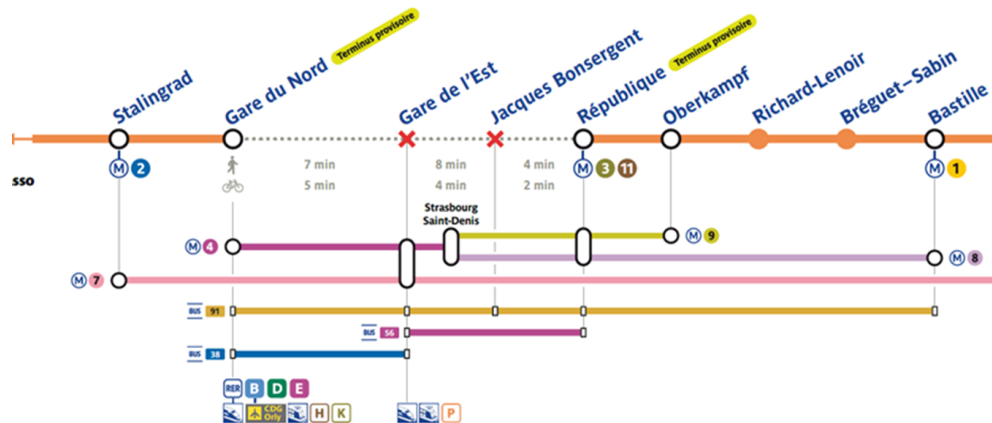 Stalingrad
Gare du Nord
Terminus provisoire
Gare de l'Est
Jacques Bonsergent
République
Terminus provisoire
Oberkampf
Richard-Lenoir
Bréguet–Sabin
Bastille
M 2
M 3 11
M 1
7 min
8 min
4 min
5 min
4 min
2 min
sso
Strasbourg
Saint-Denis
M 4
M 9
M 8
M 7
BUS 91
BUS 56
BUS 38
RER B D E
CDG
Orly
H K
P